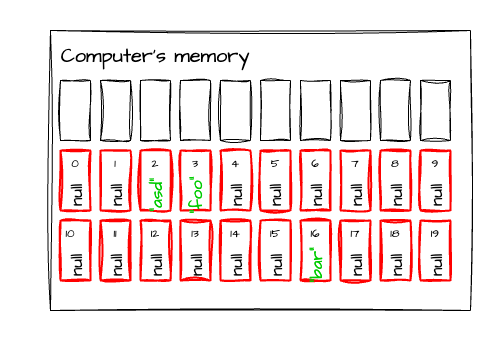 Computer's memory
0 1 2 3 4 5 6 7 8 9
null null "asd" "foo" null null null null null null
10 11 12 13 14 15 16 17 18 19
null null null null null null "bar" null null null